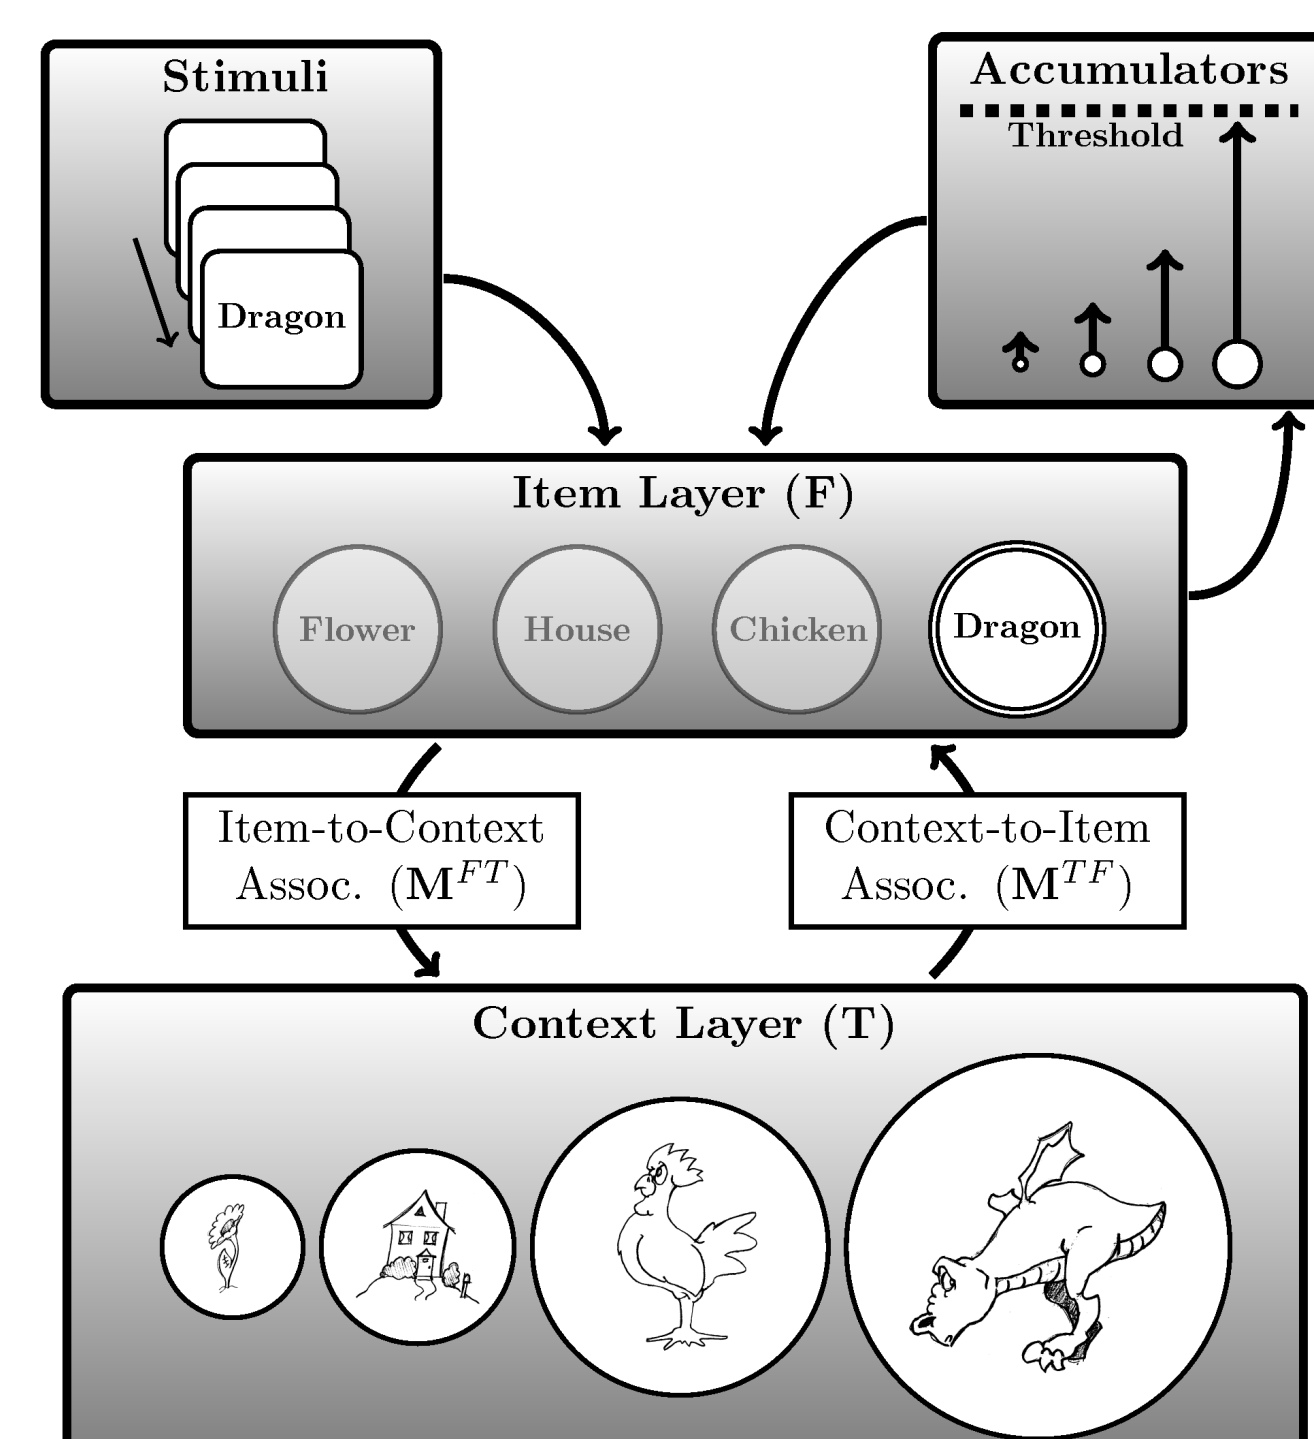 Stimuli
Dragon
Accumulators
Threshold
Item Layer (F)
Flower
House
Chicken
Dragon
Item-to-Context
Assoc. (M^{FT})
Context-to-Item
Assoc. (M^{TF})
Context Layer (T)